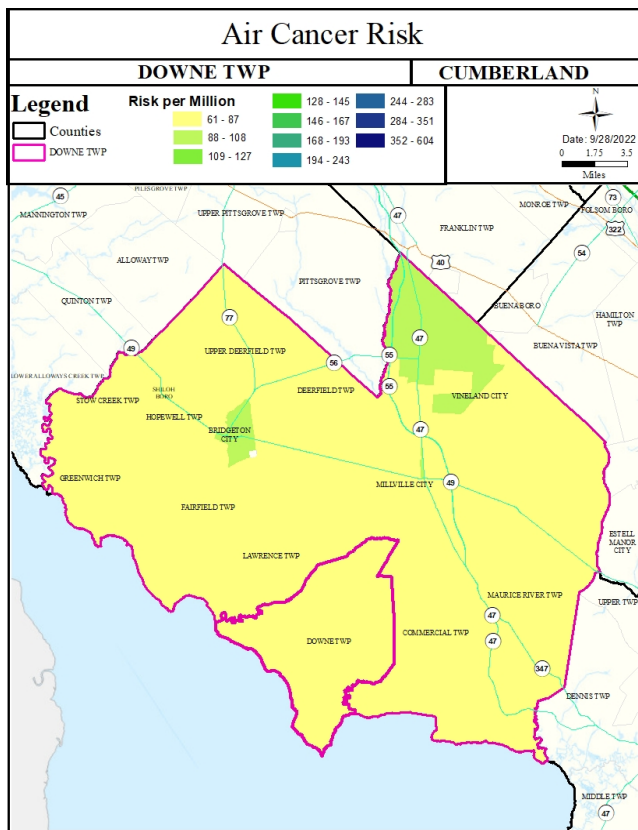 Air Cancer Risk
DOWNE TWP
CUMBERLAND
Legend
Counties
DOWNE TWP
Risk per Million
61 - 87
88 - 108
109 - 127
128 - 145
146 - 167
168 - 193
194 - 243
244 - 283
284 - 351
352 - 604
N
Date: 9/28/2022
0 1.75 3.5
Miles
PILESGROVE TWP
45
MANNINGTON TWP
UPPER PITTSGROVE TWP
47
FRANKLIN TWP
MONROE TWP
73
FOLSOM BORO
322
54
40
ALLOWAY TWP
PITTSGROVE TWP
QUINTON TWP
BUENA BORO
HAMILTON TWP
BUENA VISTA TWP
77
47
49
UPPER DEERFIELD TWP
56
55
LOWER ALLOWAYS CREEK TWP
SHILOH BORO
DEERFIELD TWP
55
VINELAND CITY
STOW CREEK TWP
HOPEWELL TWP
BRIDGETON CITY
47
GREENWICH TWP
MILLVILLE CITY
49
FAIRFIELD TWP
ESTELL MANOR CITY
LAWRENCE TWP
MAURICE RIVER TWP
UPPER TWP
47
DOWNE TWP
COMMERCIAL TWP
47
347
DENNIS TWP
MIDDLE TWP
47